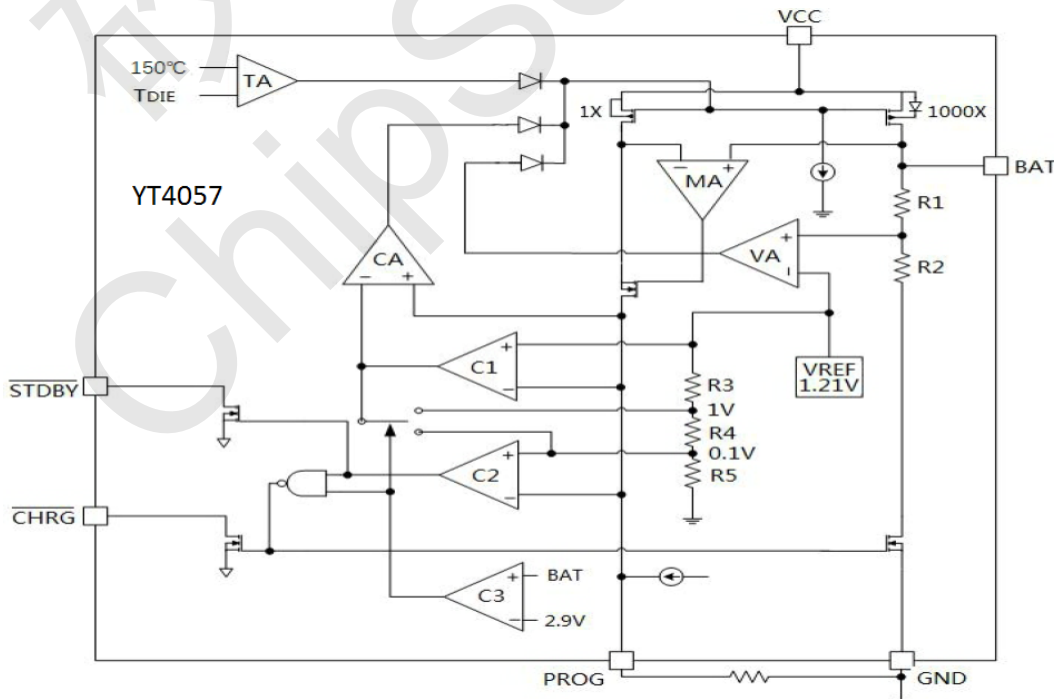 VCC
150℃
TDIE
TA
1X
1000X
MA
BAT
YT4057
R1
CA
VA
R2
C1
VREF
1.21V
STDBY
R3
1V
R4
0.1V
C2
R5
CHRG
C3
BAT
2.9V
PROG
GND